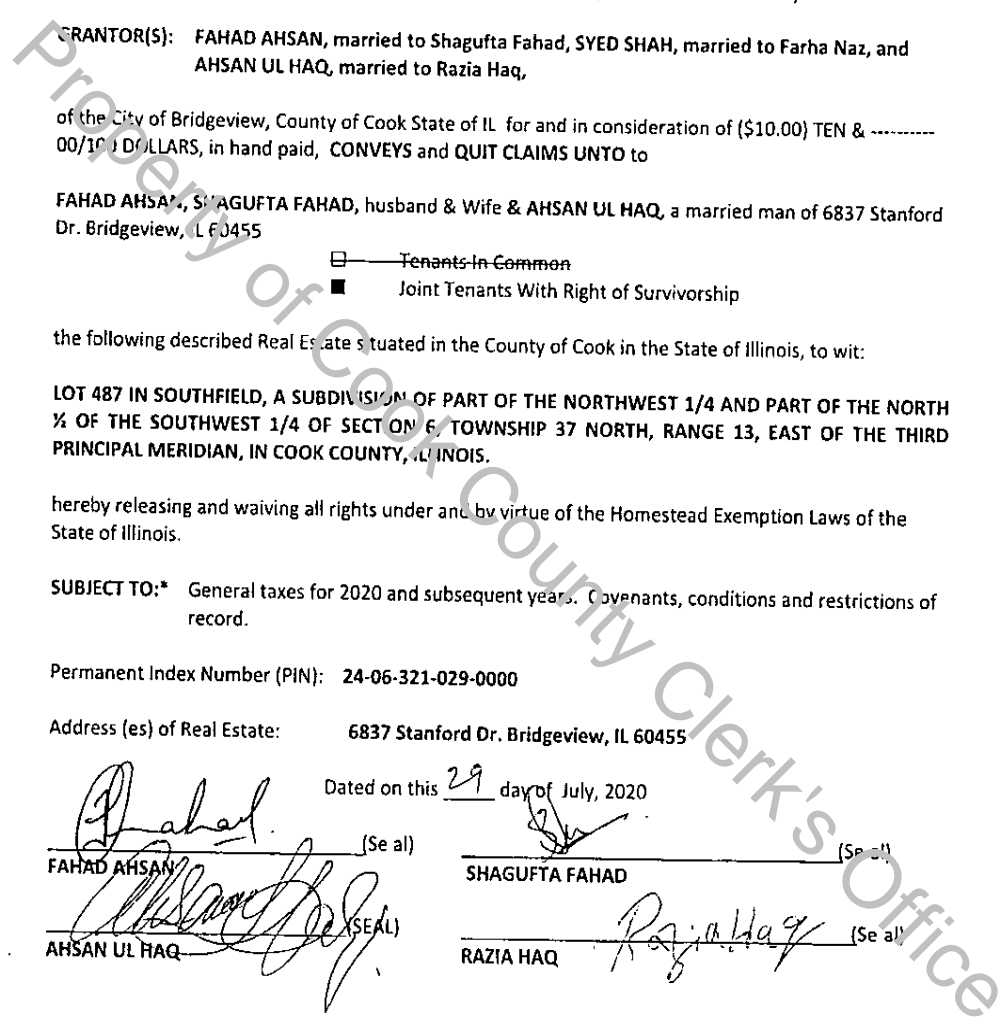 GRANTOR(S): FAHAD AHSAN, married to Shagufta Fahad, SYED SHAH, married to Farha Naz, and
AHSAN UL HAQ, married to Razia Haq,
of the City of Bridgeview, County of Cook State of IL for and in consideration of ($10.00) TEN & ----------
00/100 DOLLARS, in hand paid, CONVEYS and QUIT CLAIMS UNTO to
FAHAD AHSAN, SHAGUFTA FAHAD, husband & Wife & AHSAN UL HAQ, a married man of 6837 Stanford
Dr. Bridgeview, IL 60455
Tenants In Common
Joint Tenants With Right of Survivorship
the following described Real Estate situated in the County of Cook in the State of Illinois, to wit:
LOT 487 IN SOUTHFIELD, A SUBDIVISION OF PART OF THE NORTHWEST 1/4 AND PART OF THE NORTH
½ OF THE SOUTHWEST 1/4 OF SECTION 6, TOWNSHIP 37 NORTH, RANGE 13, EAST OF THE THIRD
PRINCIPAL MERIDIAN, IN COOK COUNTY, ILLINOIS.
hereby releasing and waiving all rights under and by virtue of the Homestead Exemption Laws of the
State of Illinois.
SUBJECT TO:* General taxes for 2020 and subsequent years. Covenants, conditions and restrictions of
record.
Permanent Index Number (PIN): 24-06-321-029-0000
Address (es) of Real Estate: 6837 Stanford Dr. Bridgeview, IL 60455
Dated on this 29 day of July, 2020
Fahad (Se al)
FAHAD AHSAN
(Se al)
SHAGUFTA FAHAD
(SEAL)
AHSAN UL HAQ
Razia Haq (Se al)
RAZIA HAQ
Property of Cook County Clerk's Office